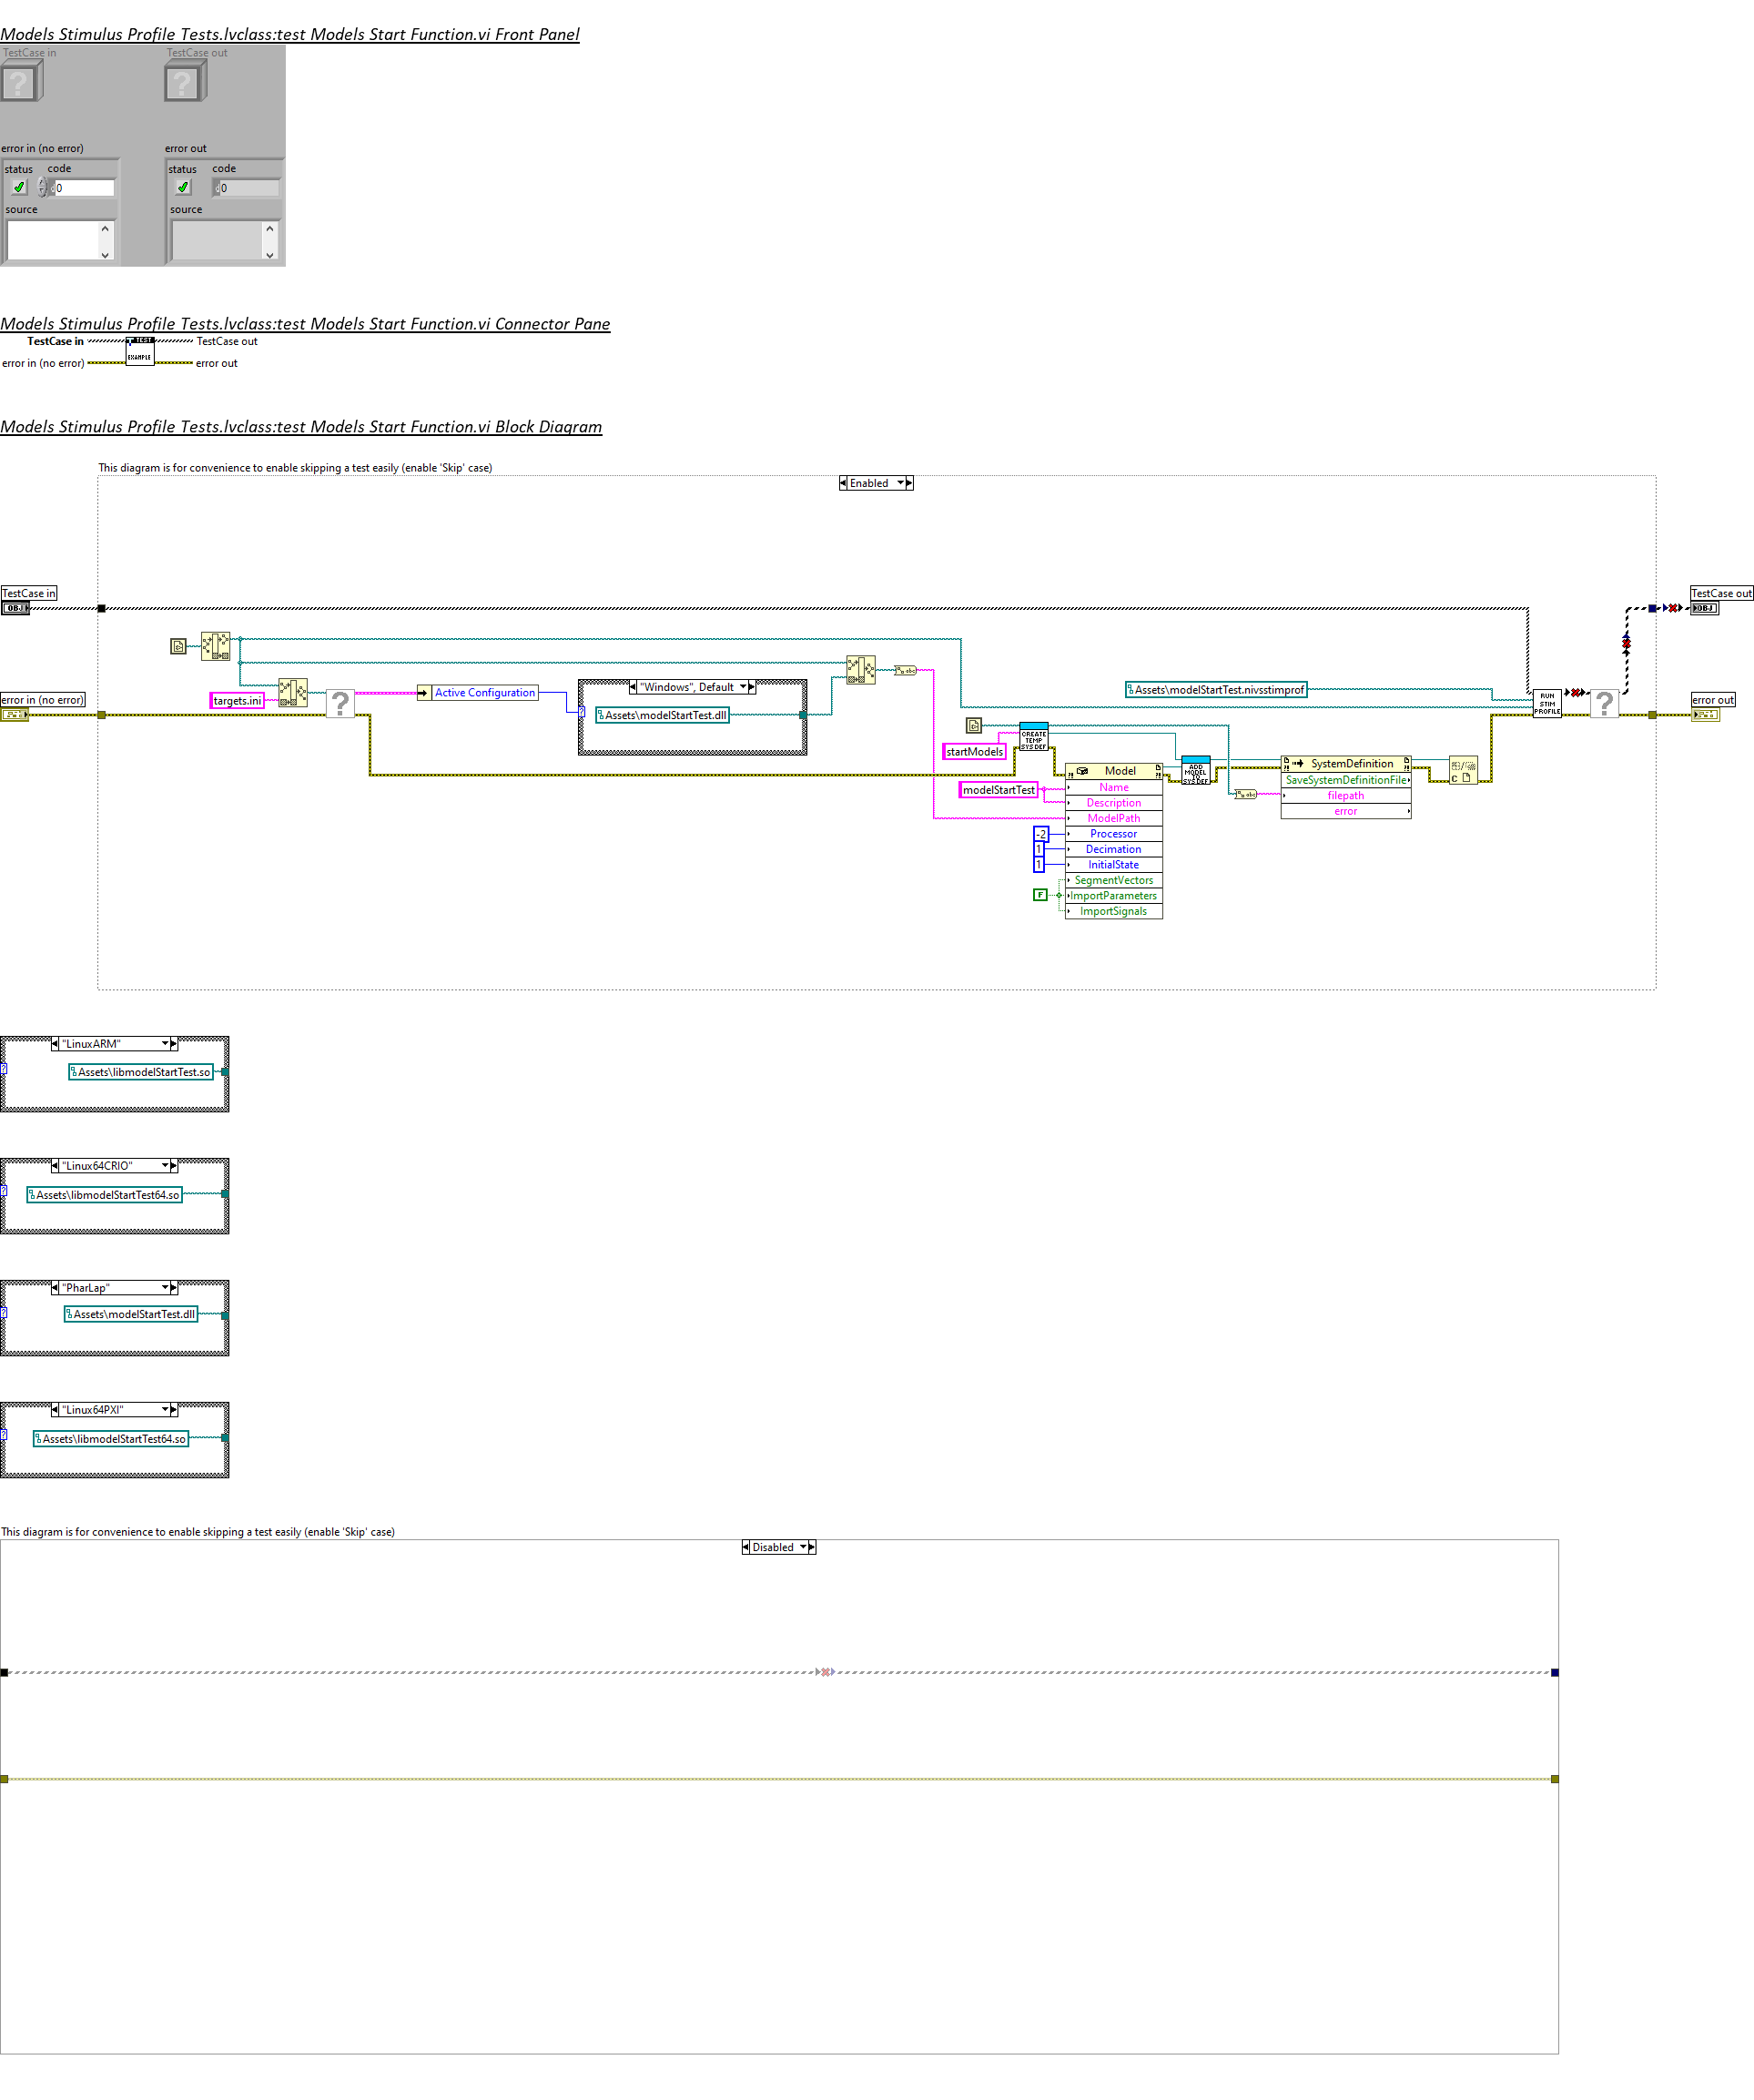 Models Stimulus Profile Tests.lvclass:test Models Start Function.vi Front Panel
TestCase in
TestCase out
?
?
error in (no error)
error out
status code
status code
0
0
source
source
Models Stimulus Profile Tests.lvclass:test Models Start Function.vi Connector Pane
TestCase in
TEST
TestCase out
EXAMPLE
error in (no error)
error out
Models Stimulus Profile Tests.lvclass:test Models Start Function.vi Block Diagram
This diagram is for convenience to enable skipping a test easily (enable 'Skip' case)
Enabled
TestCase in
OBJ
TestCase out
OBJ
error in (no error)
targets.ini
?
Active Configuration
"Windows", Default
?
Assets\modelStartTest.dll
abc
Assets\modelStartTest.nivsstimprof
RUN
STIM
PROFILE
?
error out
startModels
CREATE
TEMP
SYS DEF
ADD
MODEL
TO
SYS DEF
modelStartTest
Model
Name
Description
ModelPath
-2
Processor
1
Decimation
1
InitialState
SegmentVectors
F
ImportParameters
ImportSignals
abc
SystemDefinition
SaveSystemDefinitionFile
filepath
error
C
"LinuxARM"
?
Assets\libmodelStartTest.so
"Linux64CRIO"
?
Assets\libmodelStartTest64.so
"PharLap"
?
Assets\modelStartTest.dll
"Linux64PXI"
?
Assets\libmodelStartTest64.so
This diagram is for convenience to enable skipping a test easily (enable 'Skip' case)
Disabled